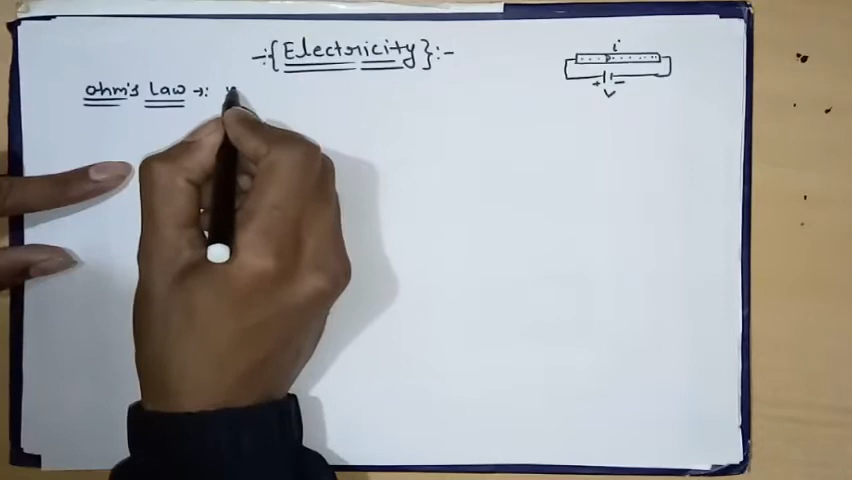 -:{Electricity}:-
i
+ -
V
ohm's Law →: